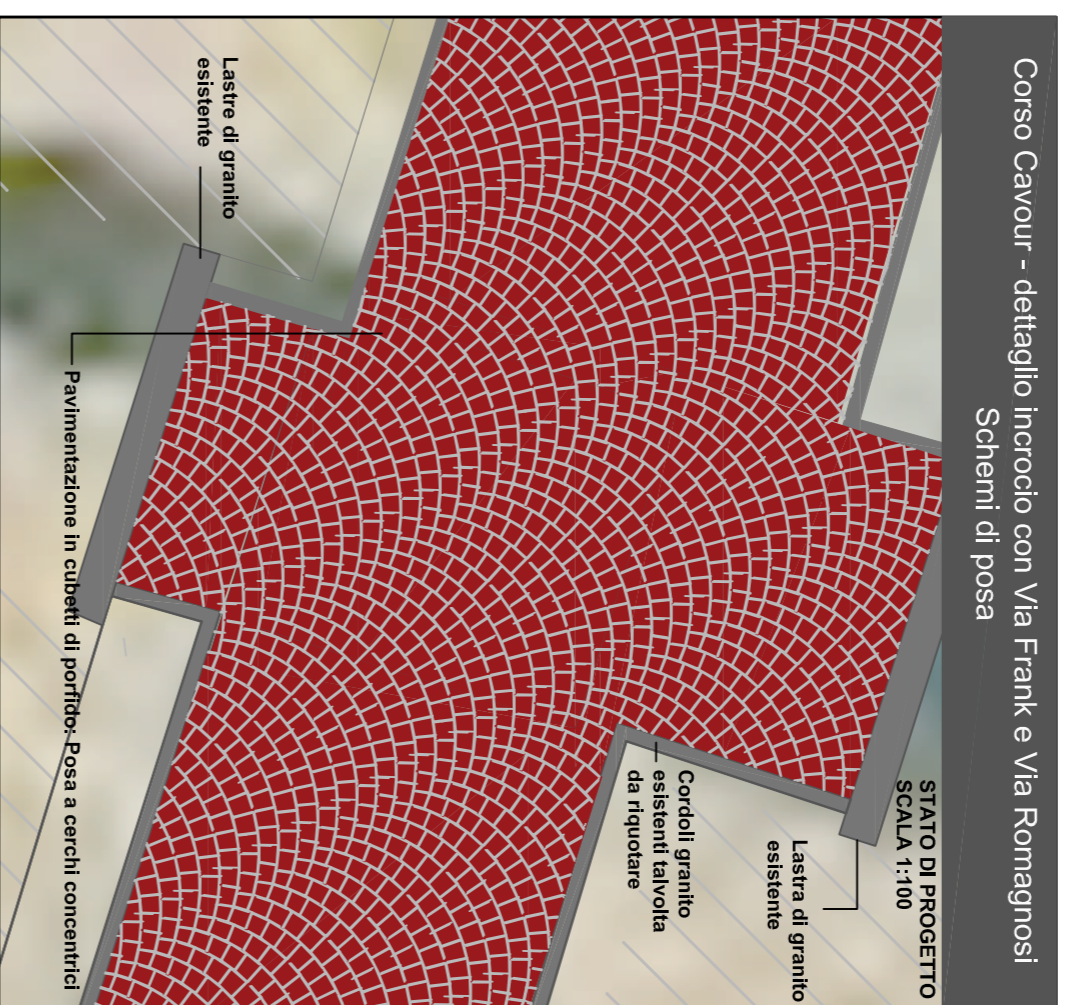 Corso Cavour - dettaglio incrocio con Via Frank e Via Romagnosi
Schemi di posa
STATO DI PROGETTO
SCALA 1:100
Lastra di granito
esistente
Cordoli granito
esistenti talvolta
da riquotare
Lastre di granito
esistente
Pavimentazione in cubetti di porfido: Posa a cerchi concentrici